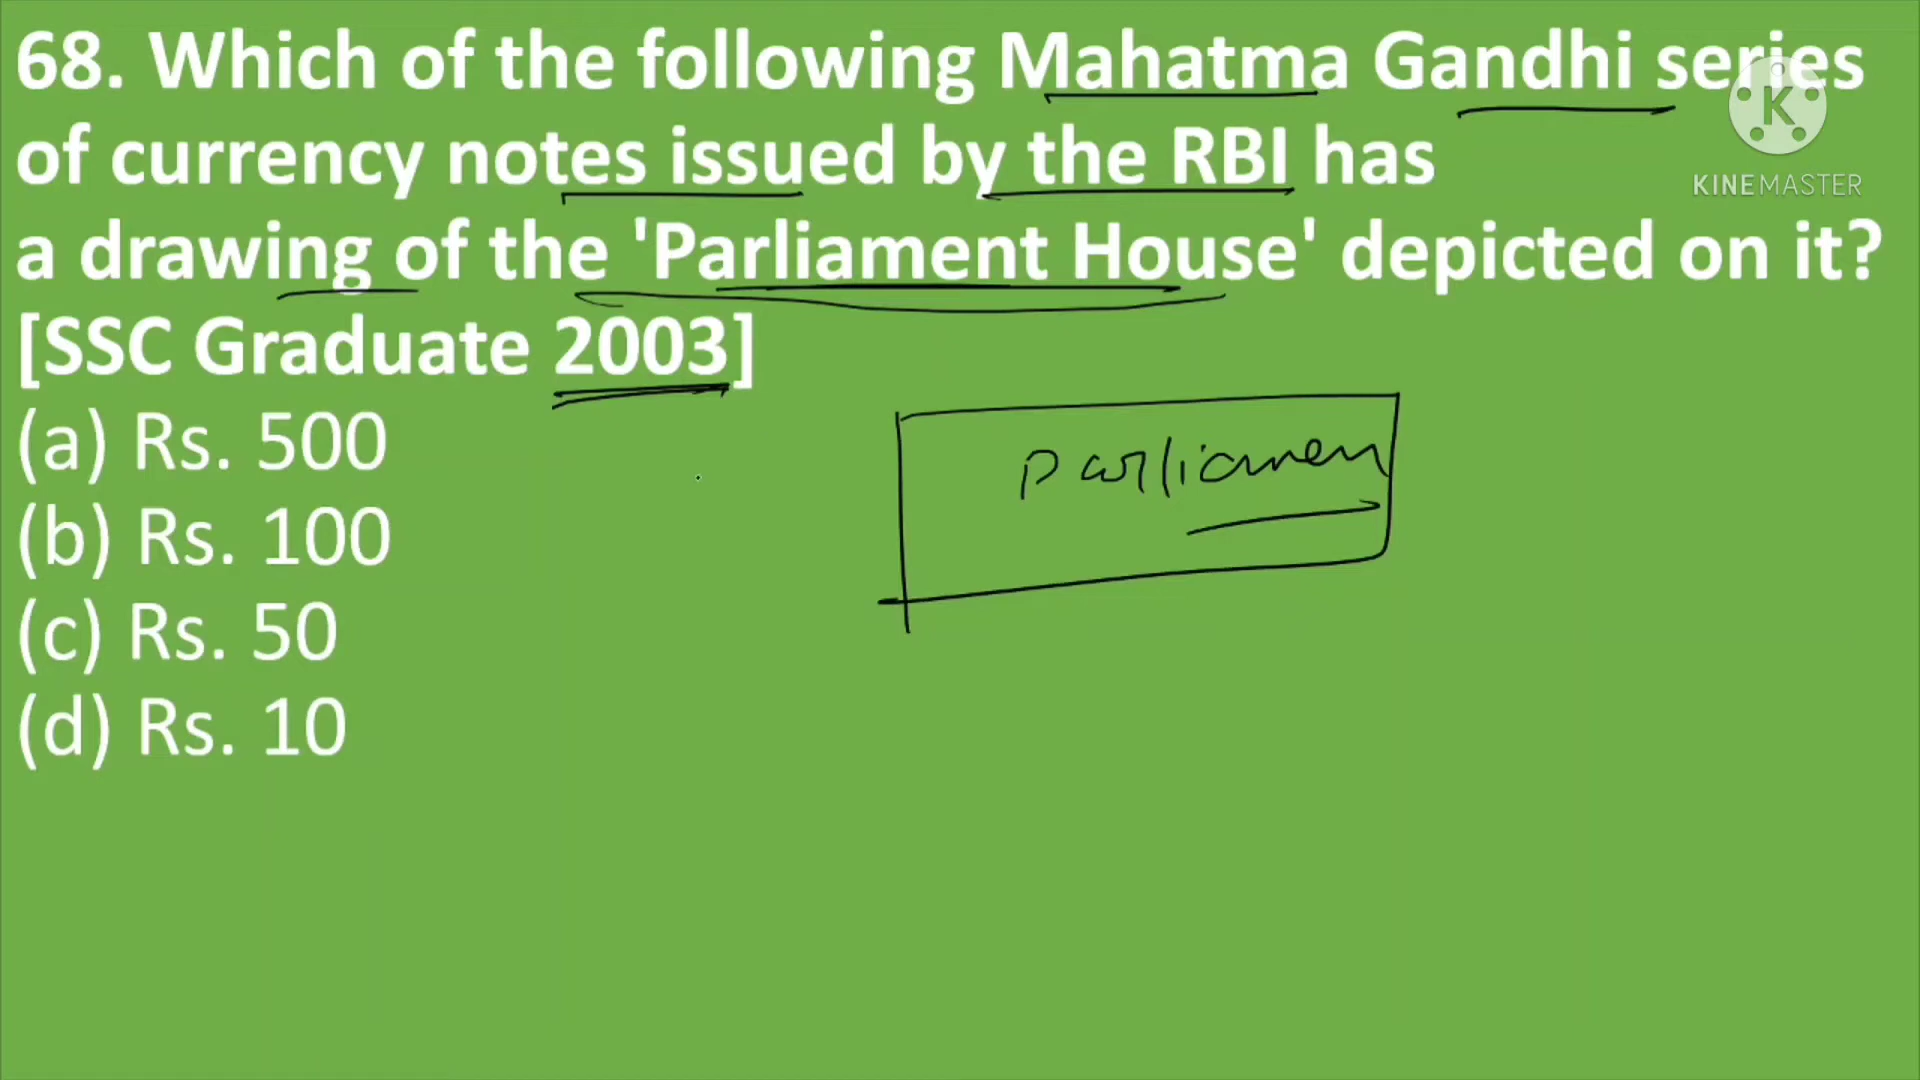 68. Which of the following Mahatma Gandhi series
of currency notes issued by the RBI has
a drawing of the 'Parliament House' depicted on it?
[SSC Graduate 2003]
(a) Rs. 500
(b) Rs. 100
(c) Rs. 50
(d) Rs. 10
Parliamen
K
KINEMASTER